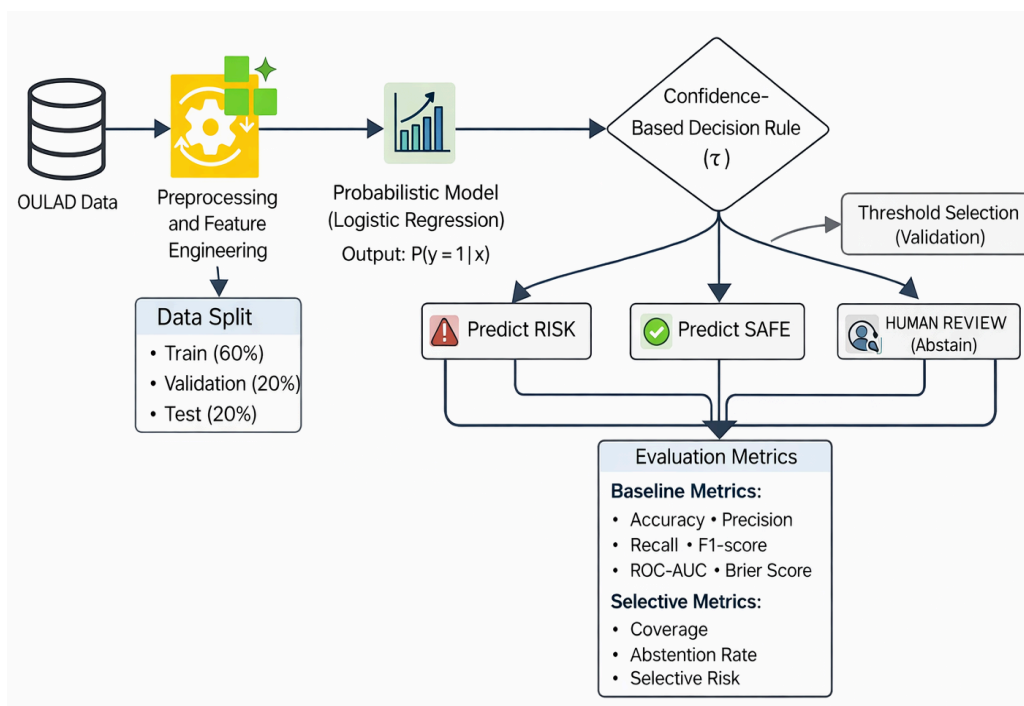 OULAD Data
Preprocessing
and Feature
Engineering
Data Split
• Train (60%)
• Validation (20%)
• Test (20%)
Probabilistic Model
(Logistic Regression)
Output: P(y = 1|x)
Confidence-
Based Decision Rule
(τ)
Threshold Selection
(Validation)
Predict RISK
Predict SAFE
HUMAN REVIEW
(Abstain)
Evaluation Metrics
Baseline Metrics:
• Accuracy • Precision
• Recall • F1-score
• ROC-AUC • Brier Score
Selective Metrics:
• Coverage
• Abstention Rate
• Selective Risk